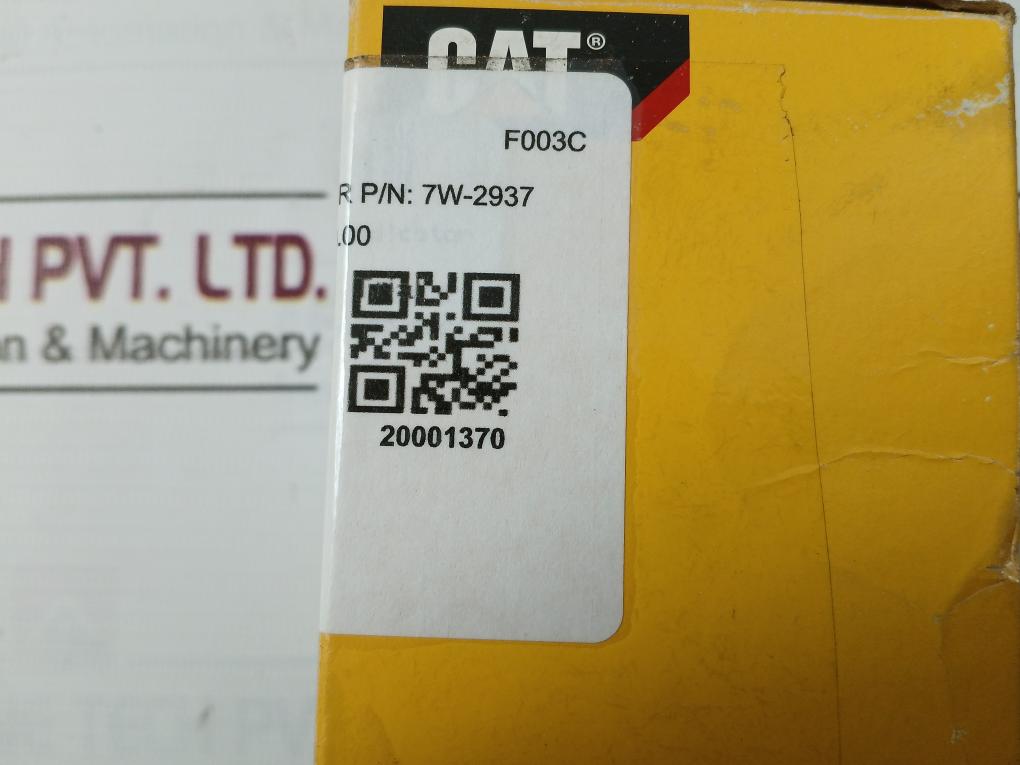 CAT®
F003C
R P/N: 7W-2937
.00
20001370
PVT. LTD.
& Machinery